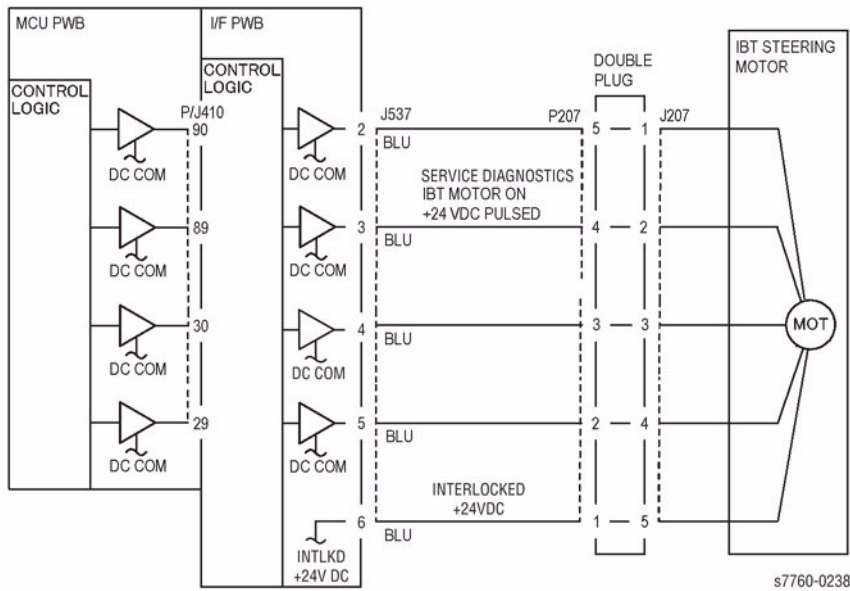 MCU PWB
I/F PWB
IBT STEERING
MOTOR
DOUBLE
PLUG
CONTROL
LOGIC
CONTROL
LOGIC
P/J410
J537
P207
J207
90
2
BLU
5
1
DC COM
DC COM
SERVICE DIAGNOSTICS
IBT MOTOR ON
+24 VDC PULSED
89
3
BLU
4
2
DC COM
DC COM
30
4
BLU
3
3
MOT
DC COM
DC COM
29
5
BLU
2
4
DC COM
DC COM
INTERLOCKED
+24VDC
6
BLU
1
5
INTLKD
+24V DC
s7760-0238